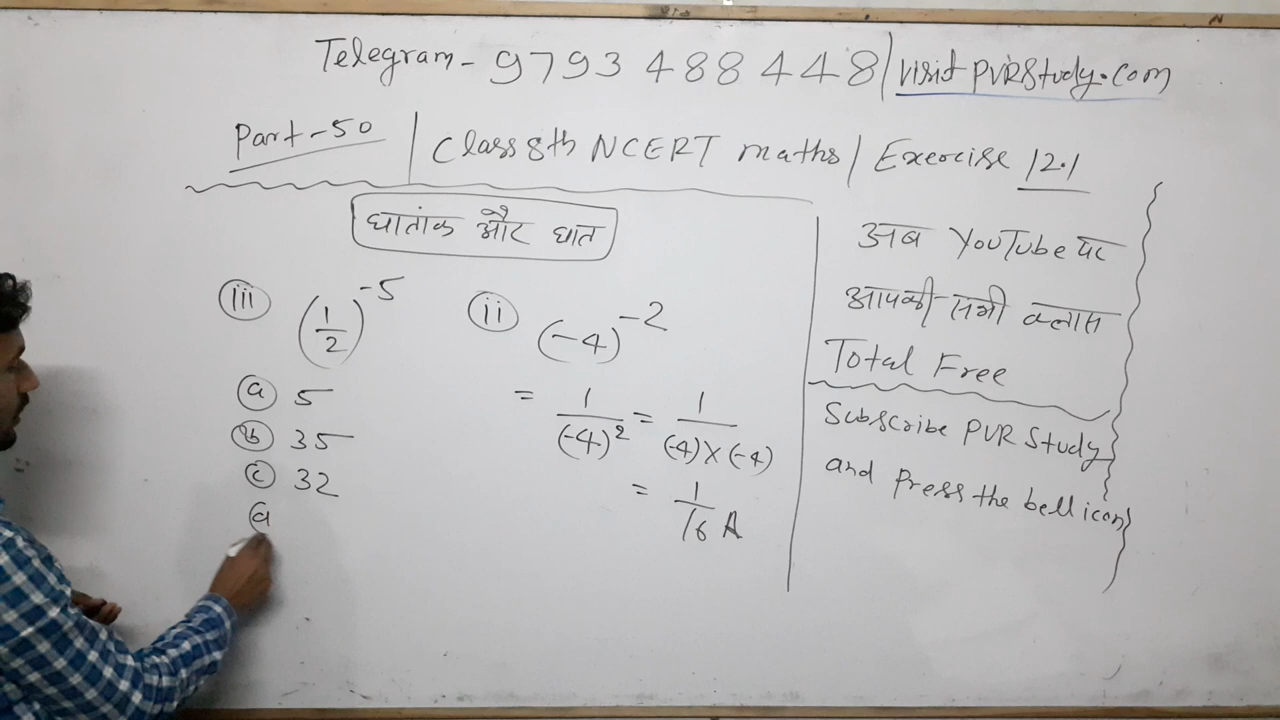 Telegram - 9793 488 448 / visit PVRStudy.com
Part-50 | Class 8th NCERT maths / Exercise 12.1
घातांक और घात
(iii) (1/2)^-5
(a) 5
(b) 35
(c) 32
(d)
(ii) (-4)^-2
= 1/(-4)^2 = 1/(-4)×(-4)
= 1/16 A
अब YouTube पर
आपकी सभी क्लास
Total Free
Subscribe PVR Study
and Press the bell icon